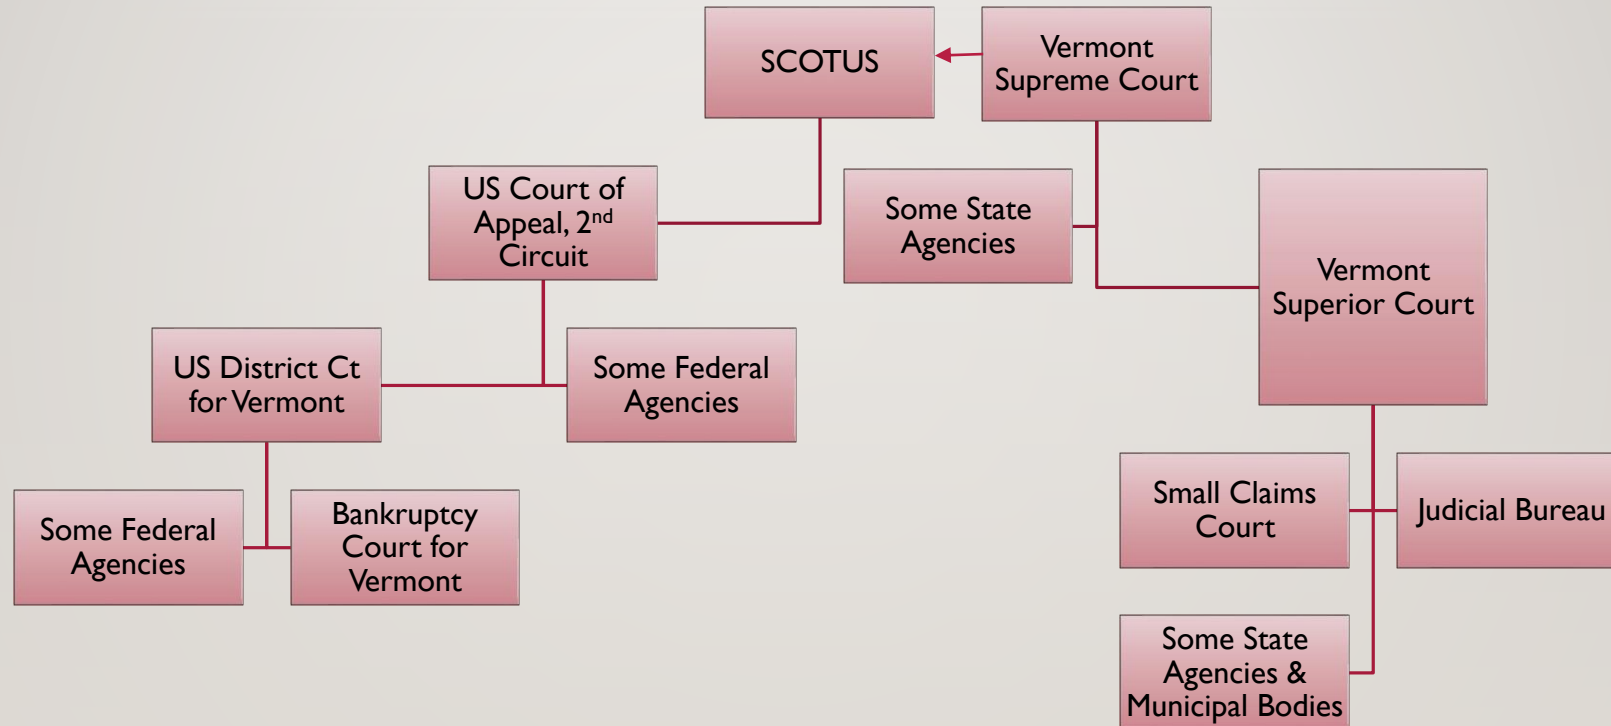 SCOTUS
Vermont
Supreme Court
US Court of
Appeal, 2nd
Circuit
Some State
Agencies
Vermont
Superior Court
US District Ct
for Vermont
Some Federal
Agencies
Some Federal
Agencies
Bankruptcy
Court for
Vermont
Small Claims
Court
Judicial Bureau
Some State
Agencies &
Municipal Bodies